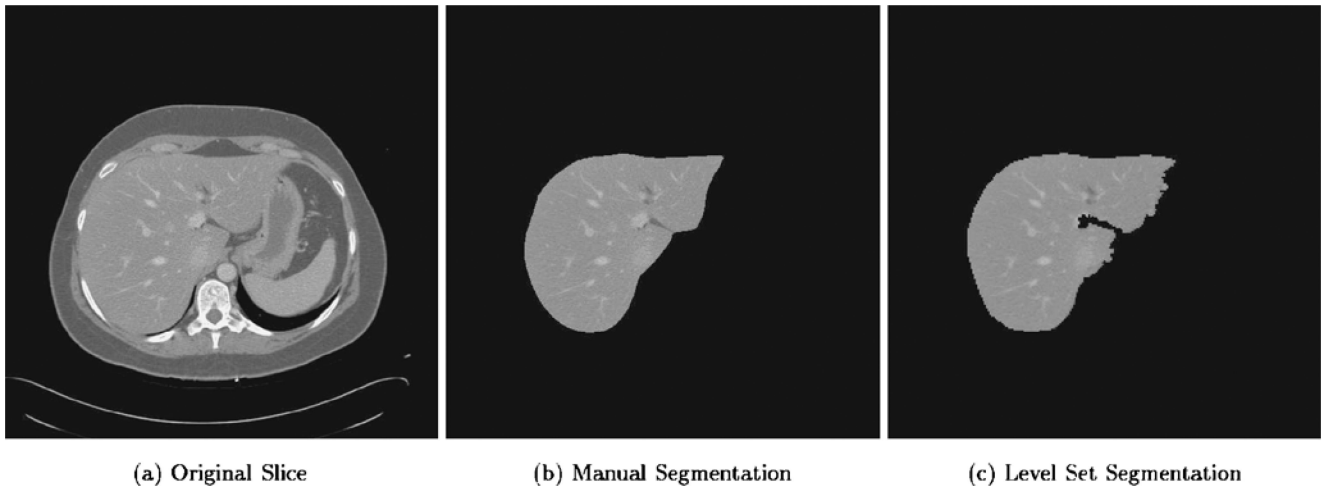 (a) Original Slice
(b) Manual Segmentation
(c) Level Set Segmentation